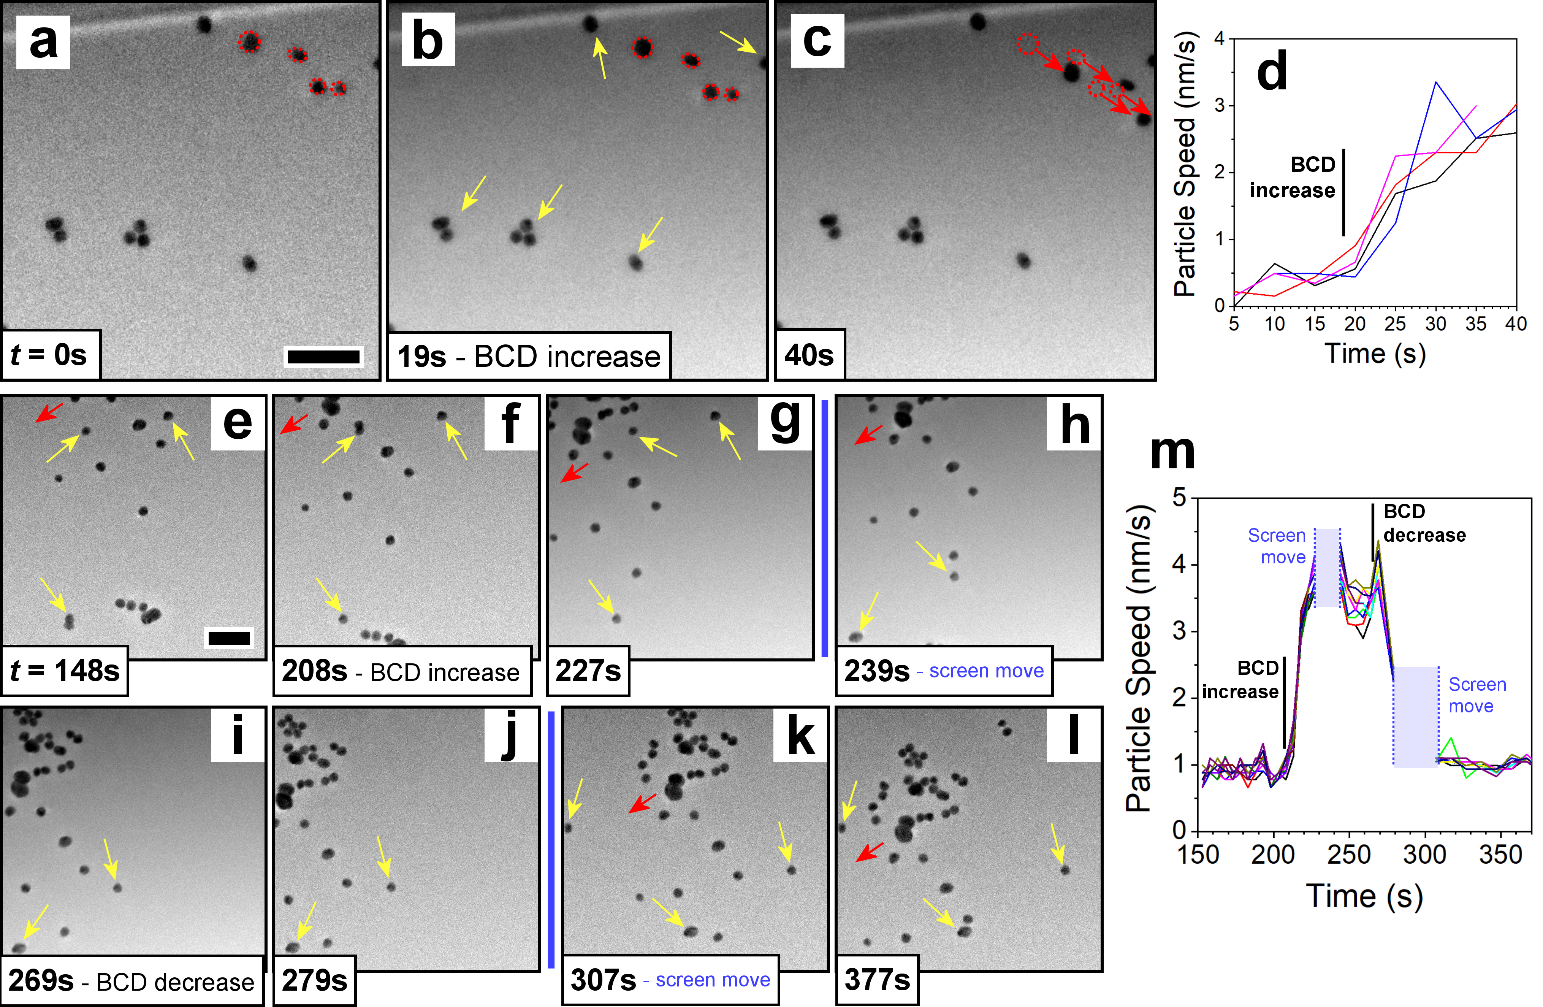 a
t = 0s
b
19s - BCD increase
c
40s
d
Particle Speed (nm/s)
4
3
2
1
0
BCD
increase
5 10 15 20 25 30 35 40
Time (s)
e
t = 148s
f
208s - BCD increase
g
227s
h
239s - screen move
i
269s - BCD decrease
j
279s
k
307s - screen move
l
377s
m
Particle Speed (nm/s)
5
4
3
2
1
0
Screen
move
BCD
decrease
BCD
increase
Screen
move
150 200 250 300 350
Time (s)